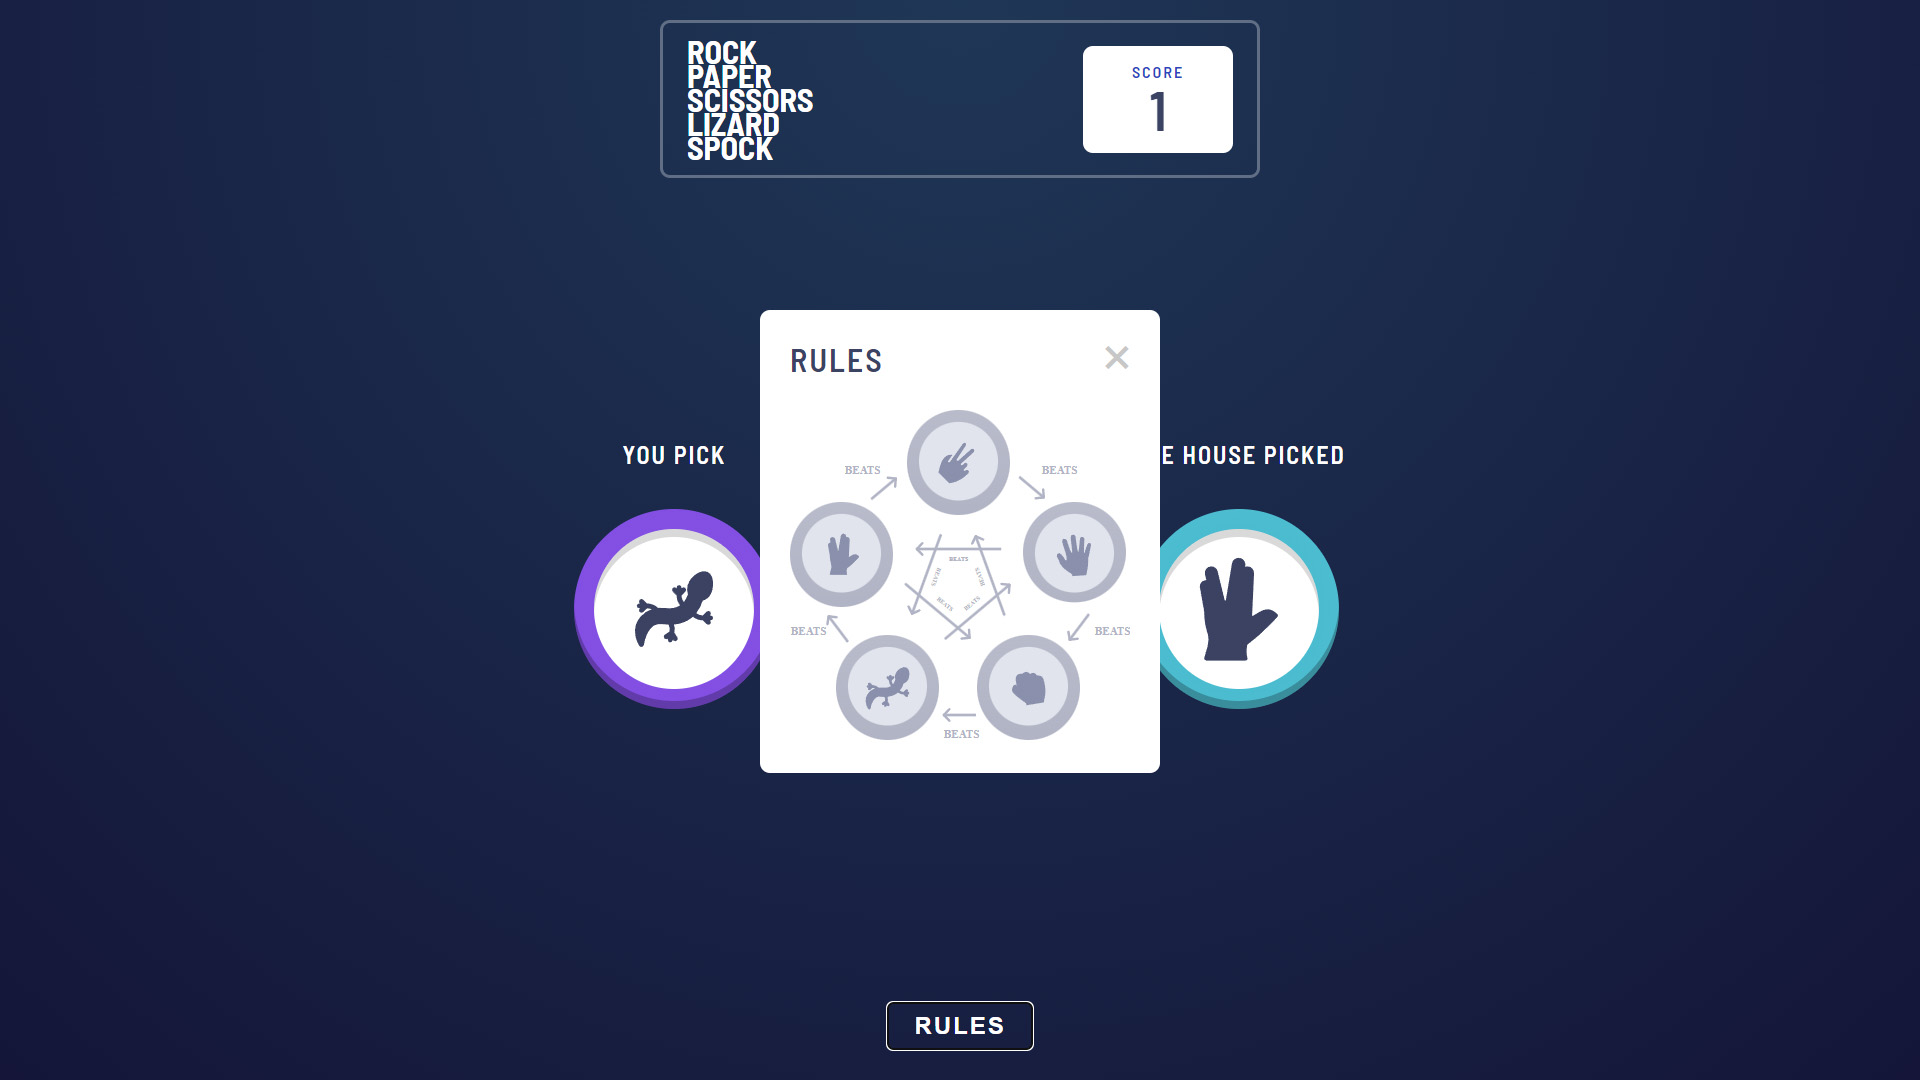 ROCK
PAPER
SCISSORS
LIZARD
SPOCK
SCORE
1
RULES
YOU PICK
E HOUSE PICKED
BEATS
BEATS
BEATS
BEATS
BEATS
BEATS
BEATS
BEATS
BEATS
BEATS
RULES